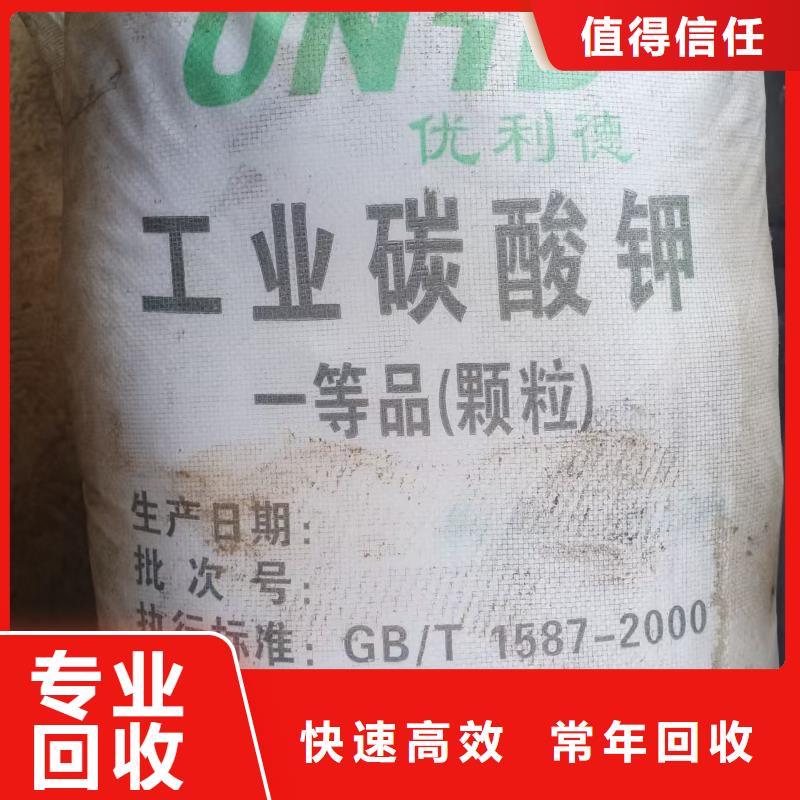 值得信任
优利德
工业碳酸钾
一等品(颗粒)
生产日期:
批次号:
执行标准: GB/T 1587-2000
专业
回收
快速高效 常年回收